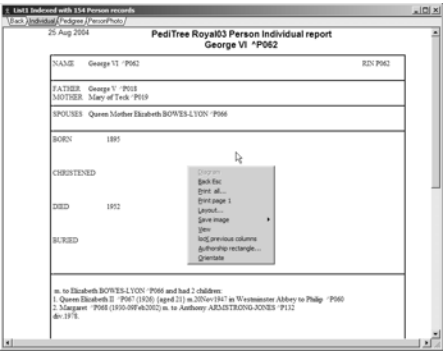 List1 Indexed with 154 Person records
Back Individual Pedigree PersonPhoto
25 Aug 2004
PediTree Royal03 Person Individual report
George VI ^P062
NAME George VI ^P062 RIN P062
FATHER George V ^P018
MOTHER Mary of Teck ^P019
SPOUSES Queen Mother Elizabeth BOWES-LYON ^P066
BORN 1895
CHRISTENED
DIED 1952
BURIED
Diagram
Back Esc
Print all...
Print page 1
Layout...
Save image
View
locK previous columns
Authorship rectangle...
Orientate
m. to Elizabeth BOWES-LYON ^P066 and had 2 children:
1. Queen Elizabeth II ^P067 (1926) (aged 21) m.20Nov1947 in Westminster Abbey to Philip ^P060
2. Margaret ^P068 (1930-09Feb2002) m. to Anthony ARMSTRONG-JONES ^P132
div.1978.